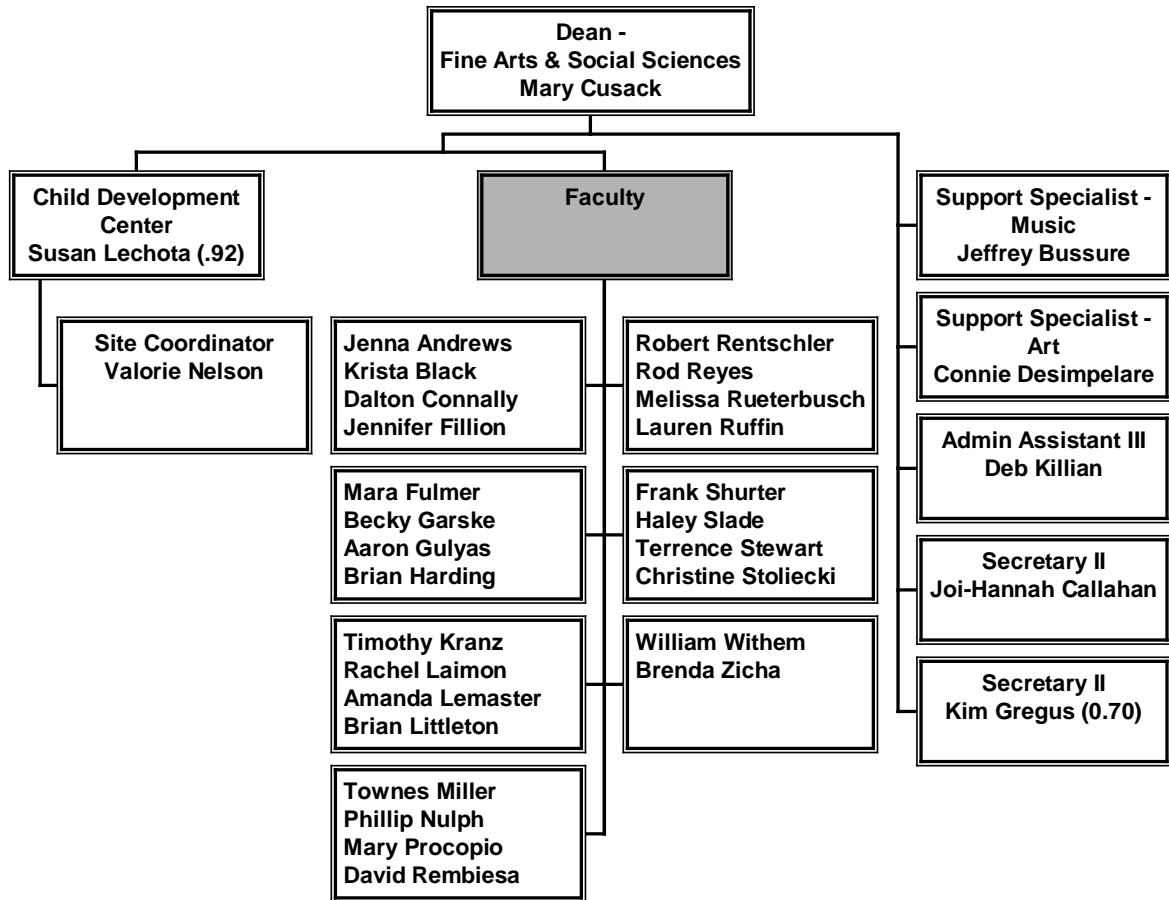 Dean -
Fine Arts & Social Sciences
Mary Cusack
Child Development
Center
Susan Lechota (.92)
Site Coordinator
Valorie Nelson
Faculty
Jenna Andrews
Krista Black
Dalton Connally
Jennifer Fillion
Mara Fulmer
Becky Garske
Aaron Gulyas
Brian Harding
Timothy Kranz
Rachel Laimon
Amanda Lemaster
Brian Littleton
Townes Miller
Phillip Nulph
Mary Procopio
David Rembiesa
Robert Rentschler
Rod Reyes
Melissa Rueterbusch
Lauren Ruffin
Frank Shurter
Haley Slade
Terrence Stewart
Christine Stoliecki
William Withem
Brenda Zicha
Support Specialist -
Music
Jeffrey Bussure
Support Specialist -
Art
Connie Desimpelare
Admin Assistant III
Deb Killian
Secretary II
Joi-Hannah Callahan
Secretary II
Kim Gregus (0.70)